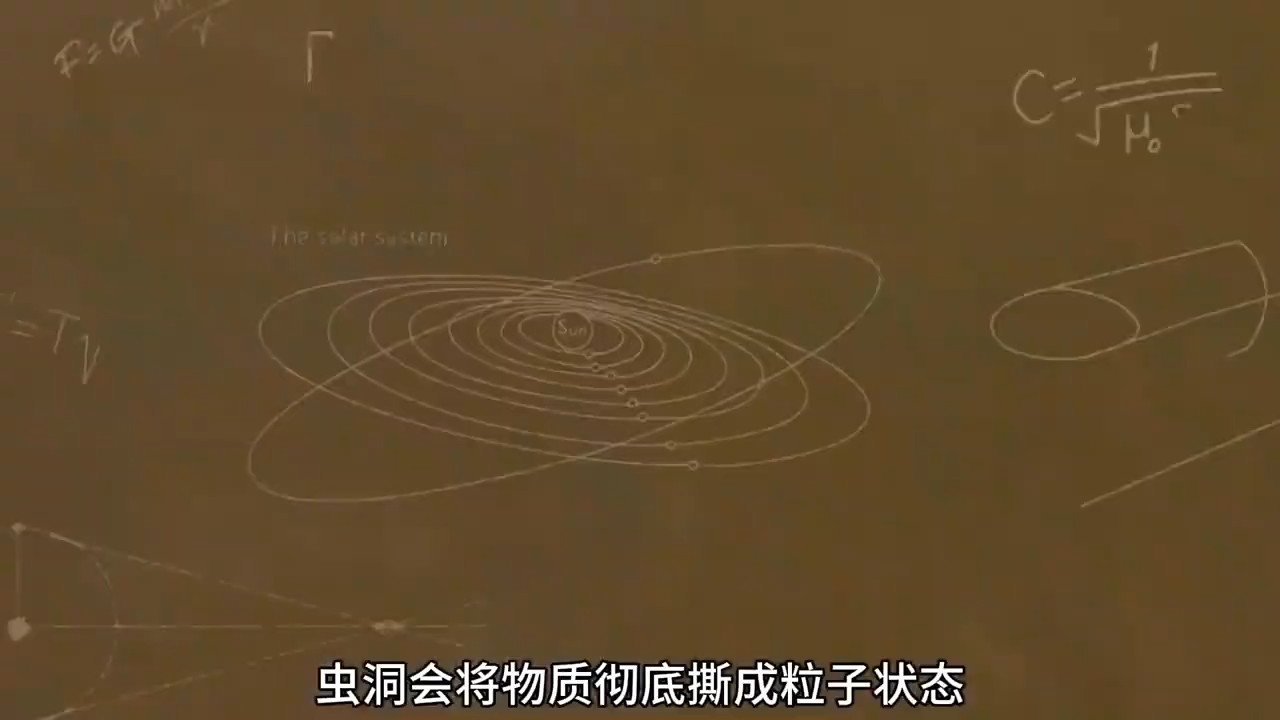 F=G
Γ
C=1/√μ₀
The solar system
Sun
=Tν
虫洞会将物质彻底撕成粒子状态